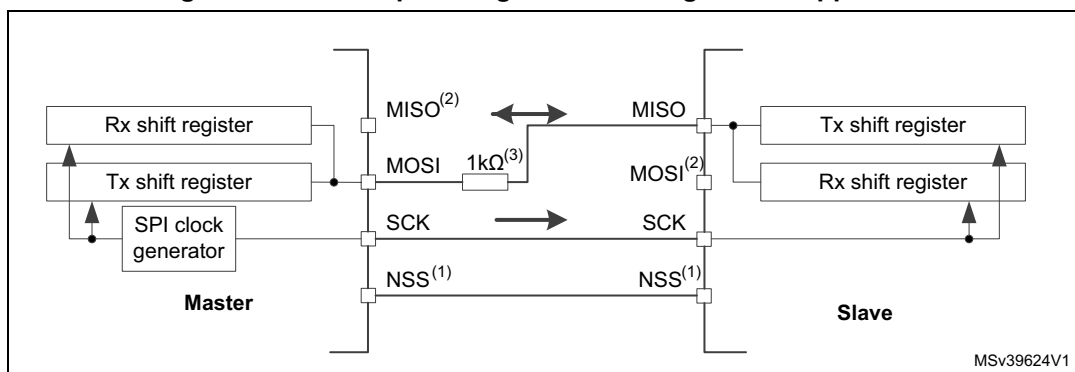 MISO(2)
MISO
Rx shift register
Tx shift register
MOSI
1kΩ(3)
MOSI(2)
Tx shift register
Rx shift register
SPI clock
generator
SCK
SCK
NSS(1)
NSS(1)
Master
Slave
MSv39624V1